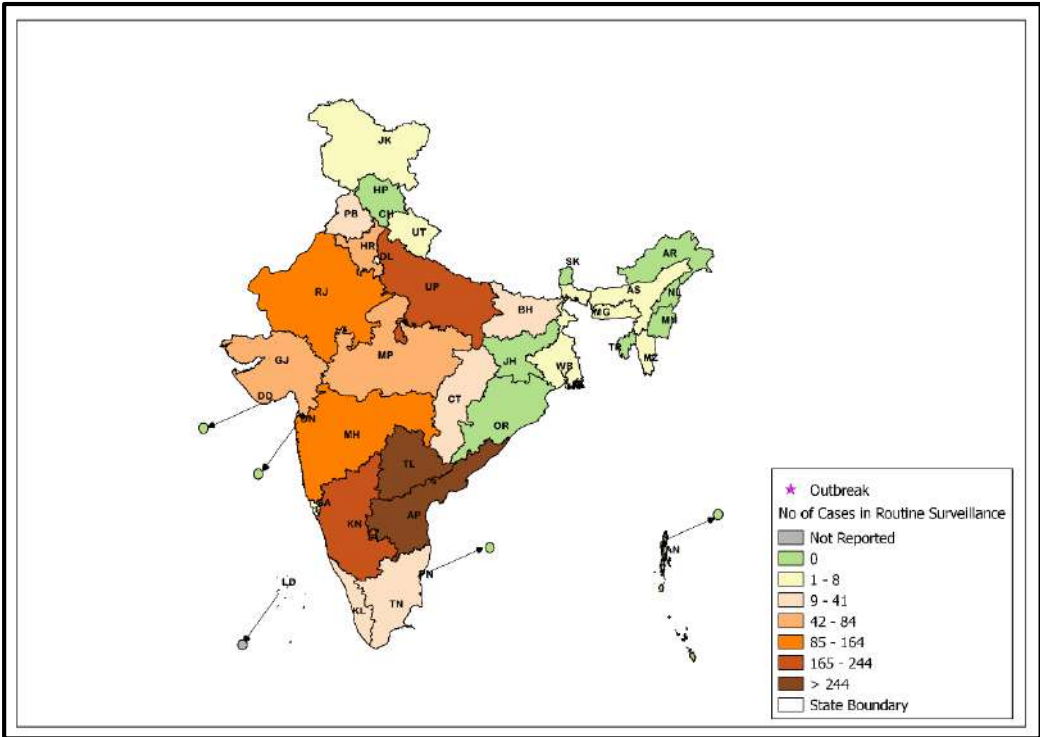 JK
HP
CH
PB
UT
HR
DL
SK
AR
RJ
UP
AS
NL
BH
MG
MN
TR
GJ
MP
JH
WB
MZ
DD
CT
DN
OR
MH
TL
GA
KN
AP
AN
PN
LD
TN
KL
Outbreak
No of Cases in Routine Surveillance
Not Reported
0
1 - 8
9 - 41
42 - 84
85 - 164
165 - 244
> 244
State Boundary